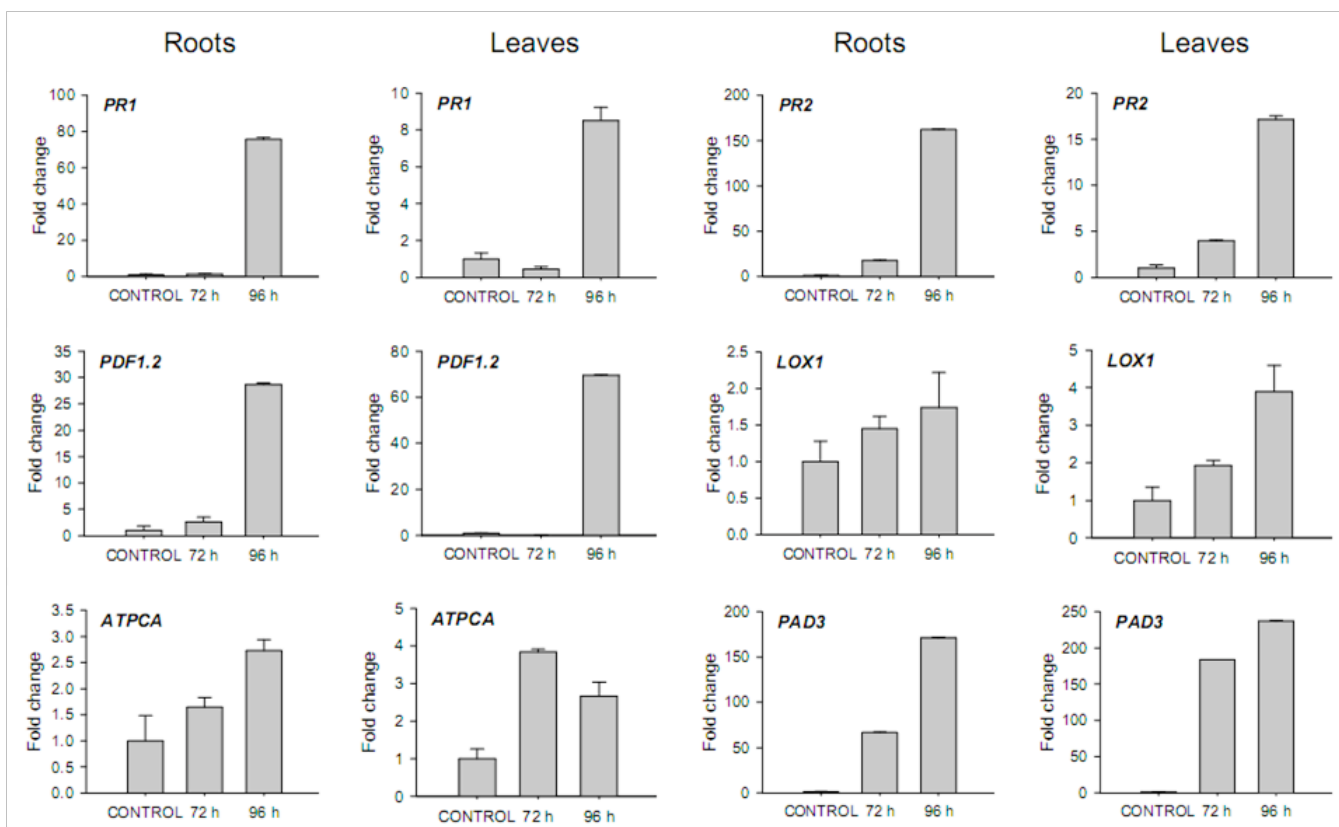 Roots Leaves Roots Leaves
PR1
Fold change
100
80
60
40
20
0
CONTROL 72 h 96 h
PR1
Fold change
10
8
6
4
2
0
CONTROL 72 h 96 h
PR2
Fold change
200
150
100
50
0
CONTROL 72 h 96 h
PR2
Fold change
20
15
10
5
0
CONTROL 72 h 96 h
PDF1.2
Fold change
35
30
25
20
15
10
5
0
CONTROL 72 h 96 h
PDF1.2
Fold change
80
60
40
20
0
CONTROL 72 h 96 h
LOX1
Fold change
2.5
2.0
1.5
1.0
0.5
0.0
CONTROL 72 h 96 h
LOX1
Fold change
5
4
3
2
1
0
CONTROL 72 h 96 h
ATPCA
Fold change
3.5
3.0
2.5
2.0
1.5
1.0
0.5
0.0
CONTROL 72 h 96 h
ATPCA
Fold change
5
4
3
2
1
0
CONTROL 72 h 96 h
PAD3
Fold change
200
150
100
50
0
CONTROL 72 h 96 h
PAD3
Fold change
250
200
150
100
50
0
CONTROL 72 h 96 h